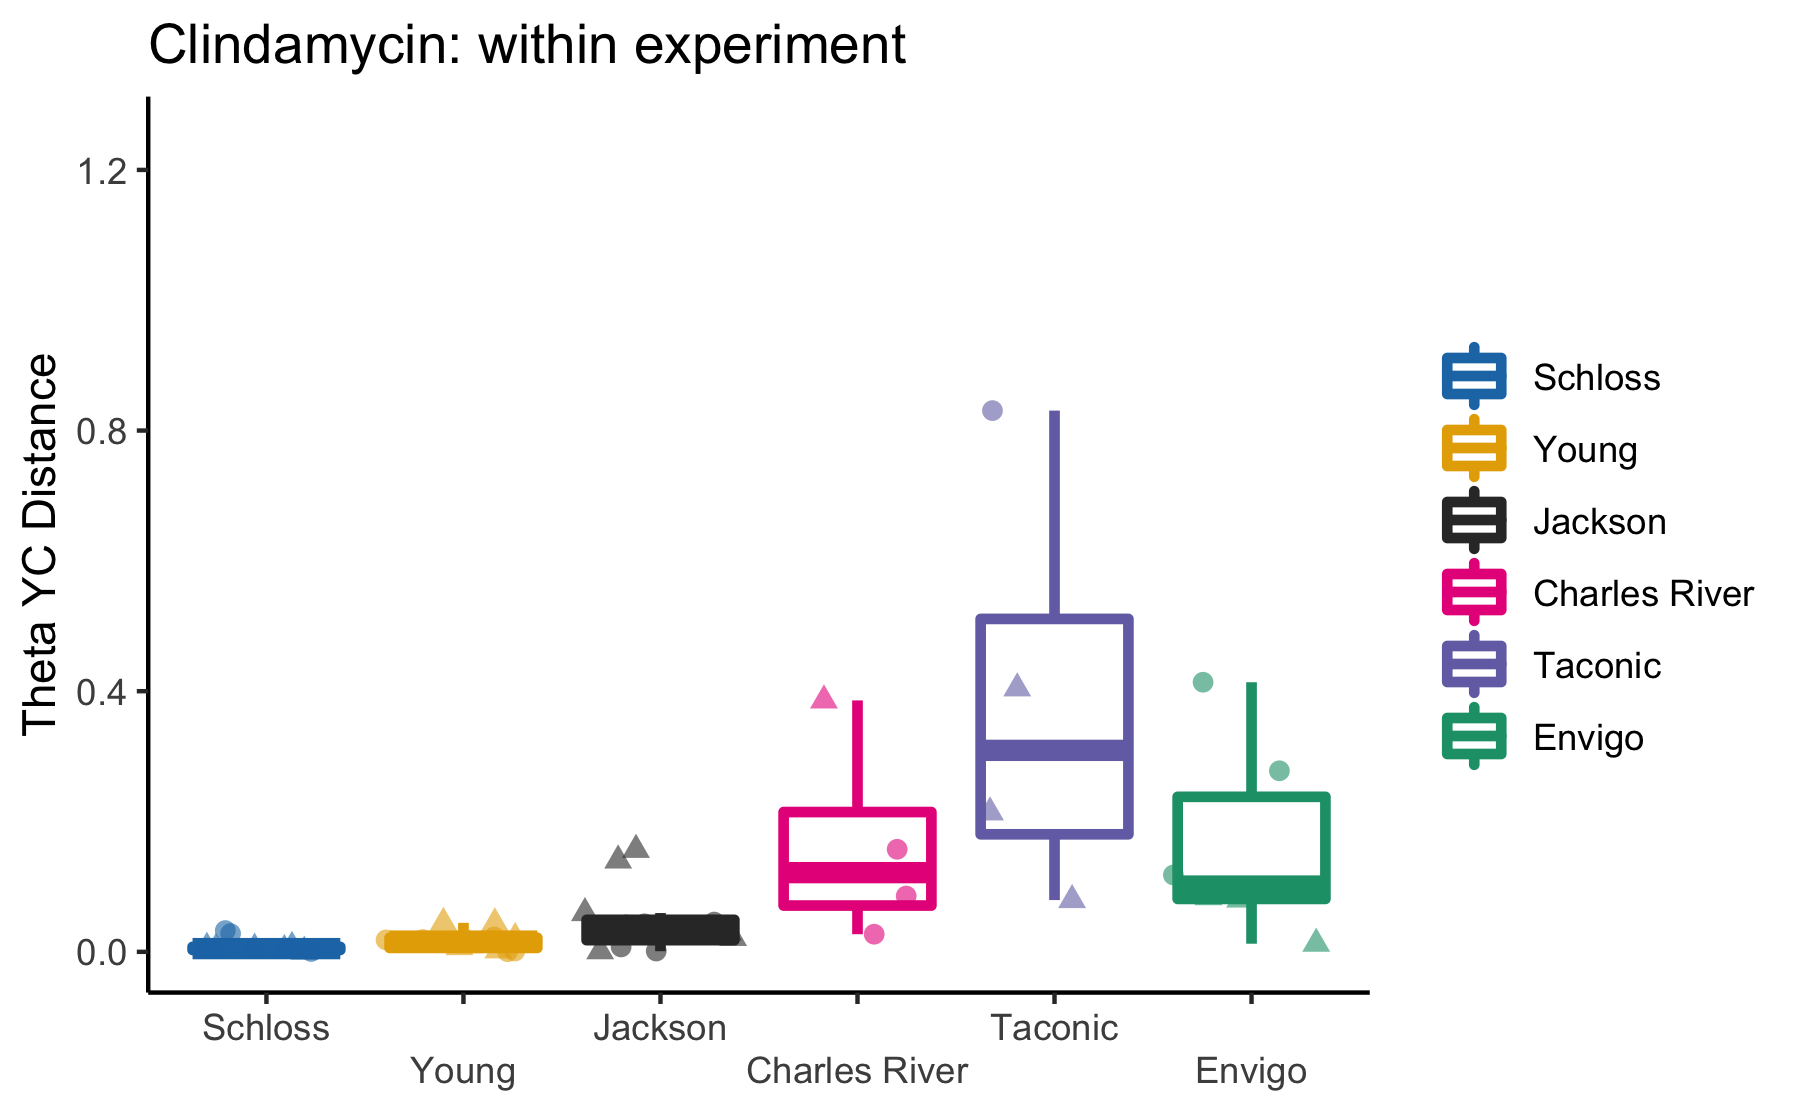 Clindamycin: within experiment
Theta YC Distance
1.2
0.8
0.4
0.0
Schloss
Young
Jackson
Charles River
Taconic
Envigo
Schloss
Young
Jackson
Charles River
Taconic
Envigo